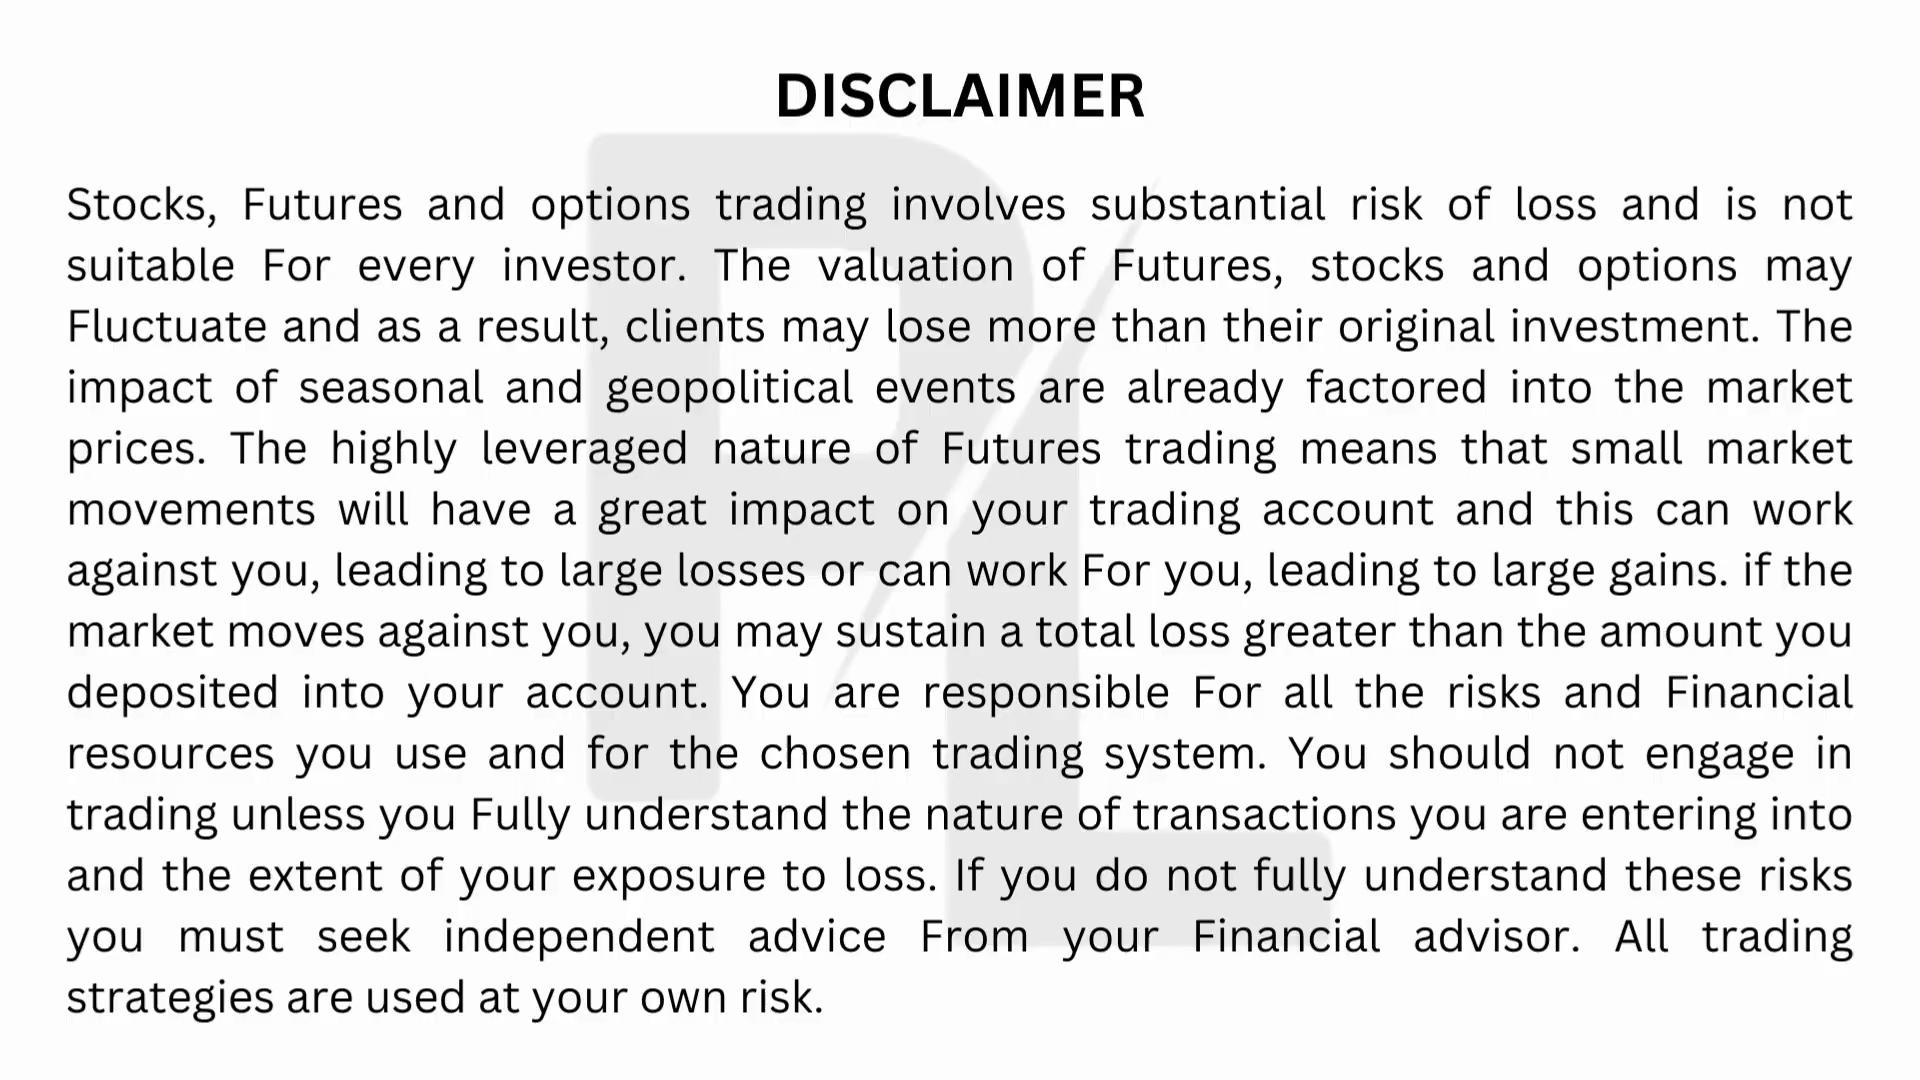 DISCLAIMER
Stocks, Futures and options trading involves substantial risk of loss and is not
suitable For every investor. The valuation of Futures, stocks and options may
Fluctuate and as a result, clients may lose more than their original investment. The
impact of seasonal and geopolitical events are already factored into the market
prices. The highly leveraged nature of Futures trading means that small market
movements will have a great impact on your trading account and this can work
against you, leading to large losses or can work For you, leading to large gains. if the
market moves against you, you may sustain a total loss greater than the amount you
deposited into your account. You are responsible For all the risks and Financial
resources you use and for the chosen trading system. You should not engage in
trading unless you Fully understand the nature of transactions you are entering into
and the extent of your exposure to loss. If you do not fully understand these risks
you must seek independent advice From your Financial advisor. All trading
strategies are used at your own risk.